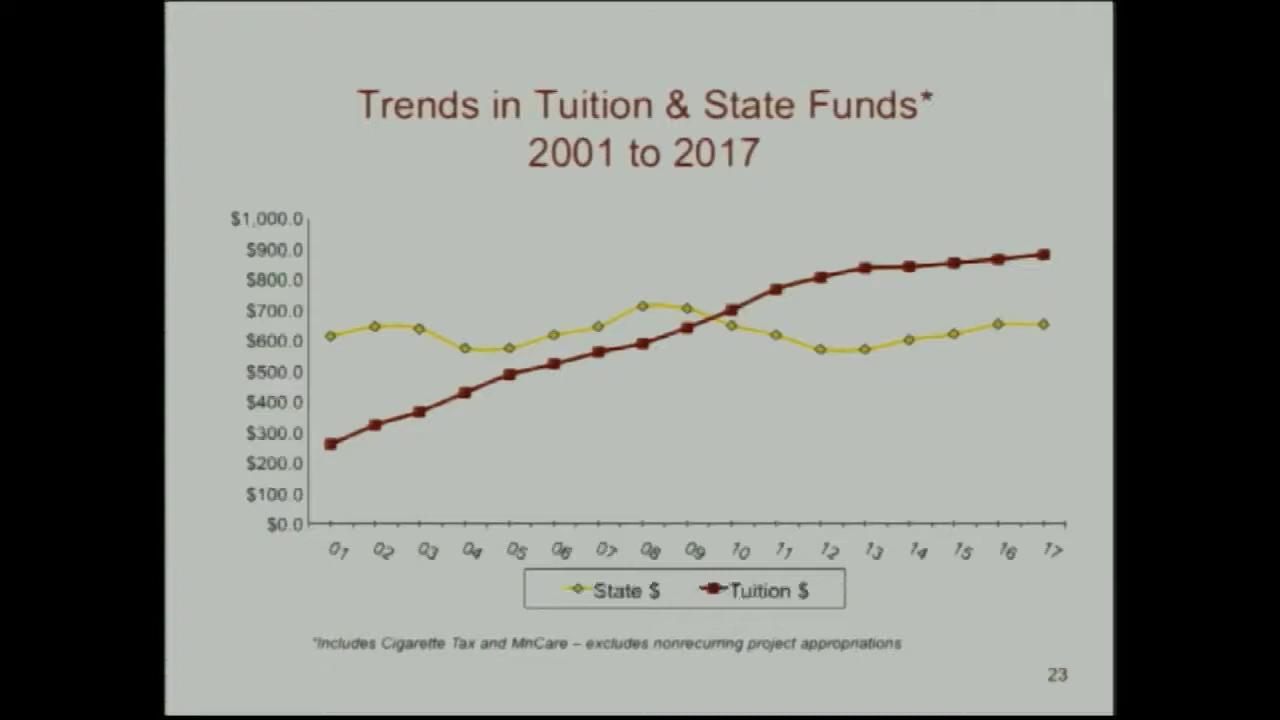 Trends in Tuition & State Funds*
2001 to 2017
$1,000.0
$900.0
$800.0
$700.0
$600.0
$500.0
$400.0
$300.0
$200.0
$100.0
$0.0
01 02 03 04 05 06 07 08 09 10 11 12 13 14 15 16 17
State $ Tuition $
*Includes Cigarette Tax and MnCare – excludes nonrecurring project appropriations
23